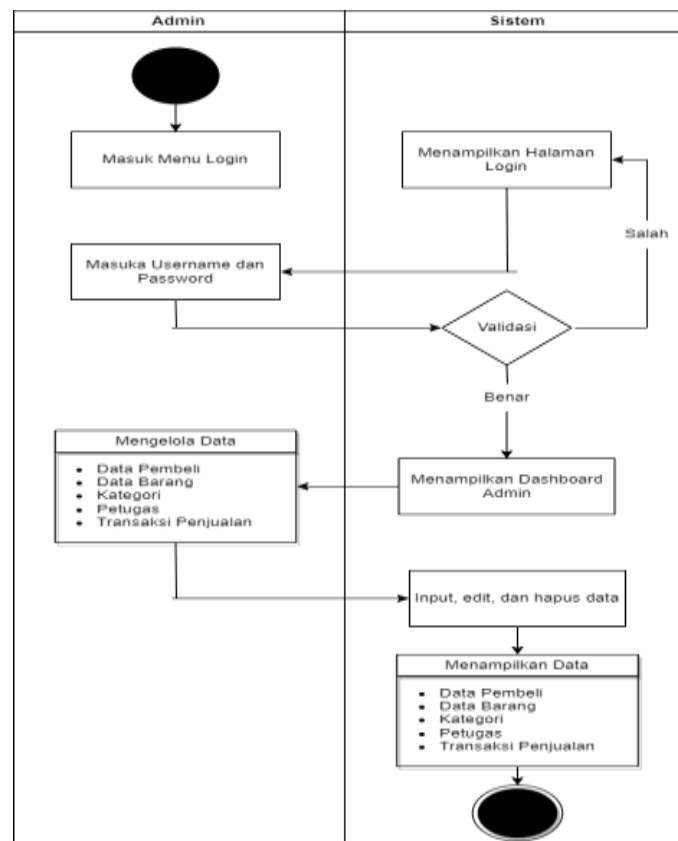 Admin
Sistem
Masuk Menu Login
Menampilkan Halaman
Login
Salah
Masuka Username dan
Password
Validasi
Benar
Mengelola Data
• Data Pembeli
• Data Barang
• Kategori
• Petugas
• Transaksi Penjualan
Menampilkan Dashboard
Admin
Input, edit, dan hapus data
Menampilkan Data
• Data Pembeli
• Data Barang
• Kategori
• Petugas
• Transaksi Penjualan